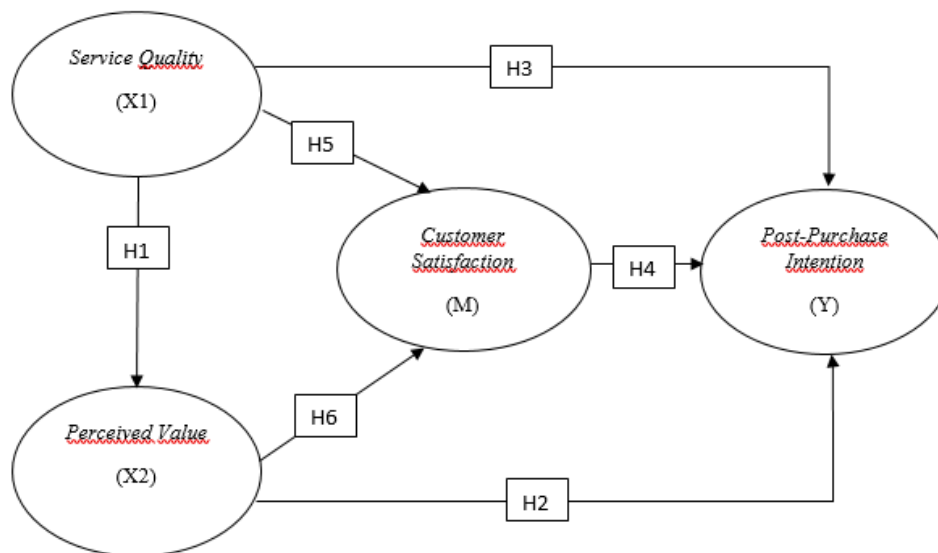 Service Quality
(X1)
H3
H5
Customer
Satisfaction
(M)
Post-Purchase
Intention
(Y)
H1
H4
H6
Perceived Value
(X2)
H2